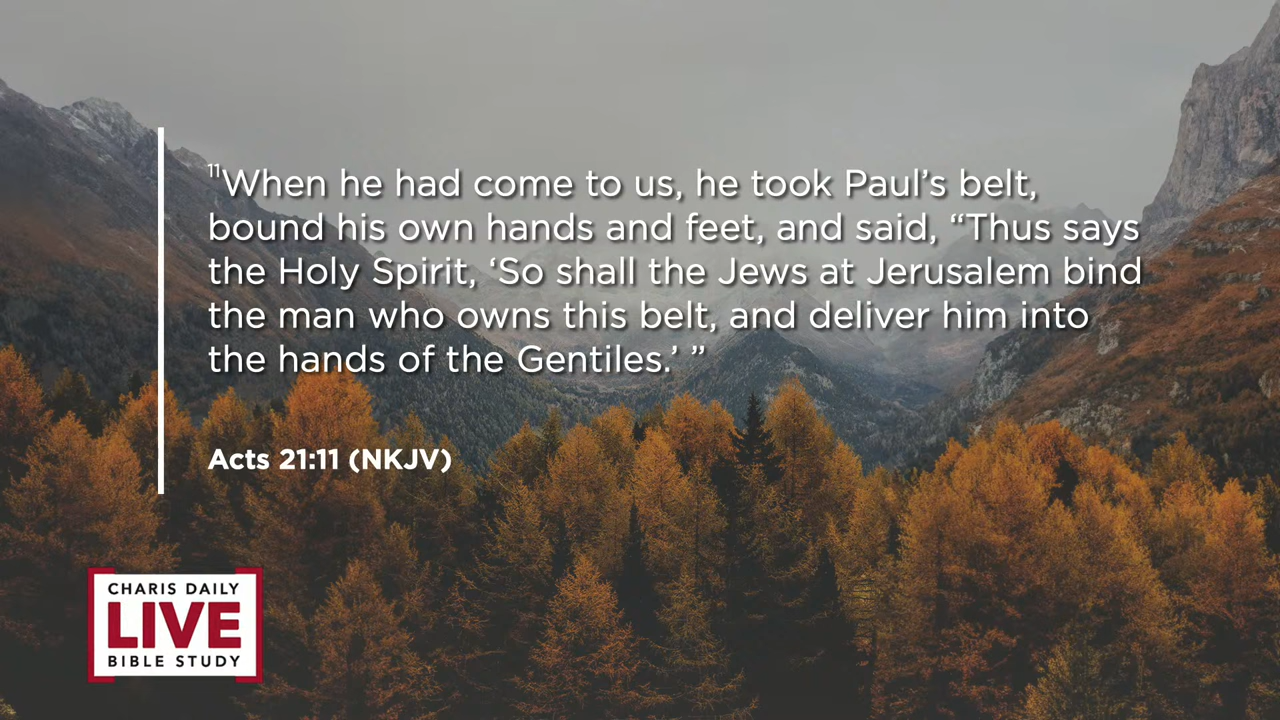 ¹¹When he had come to us, he took Paul’s belt,
bound his own hands and feet, and said, “Thus says
the Holy Spirit, ‘So shall the Jews at Jerusalem bind
the man who owns this belt, and deliver him into
the hands of the Gentiles.’ ”
Acts 21:11 (NKJV)
CHARIS DAILY
LIVE
BIBLE STUDY